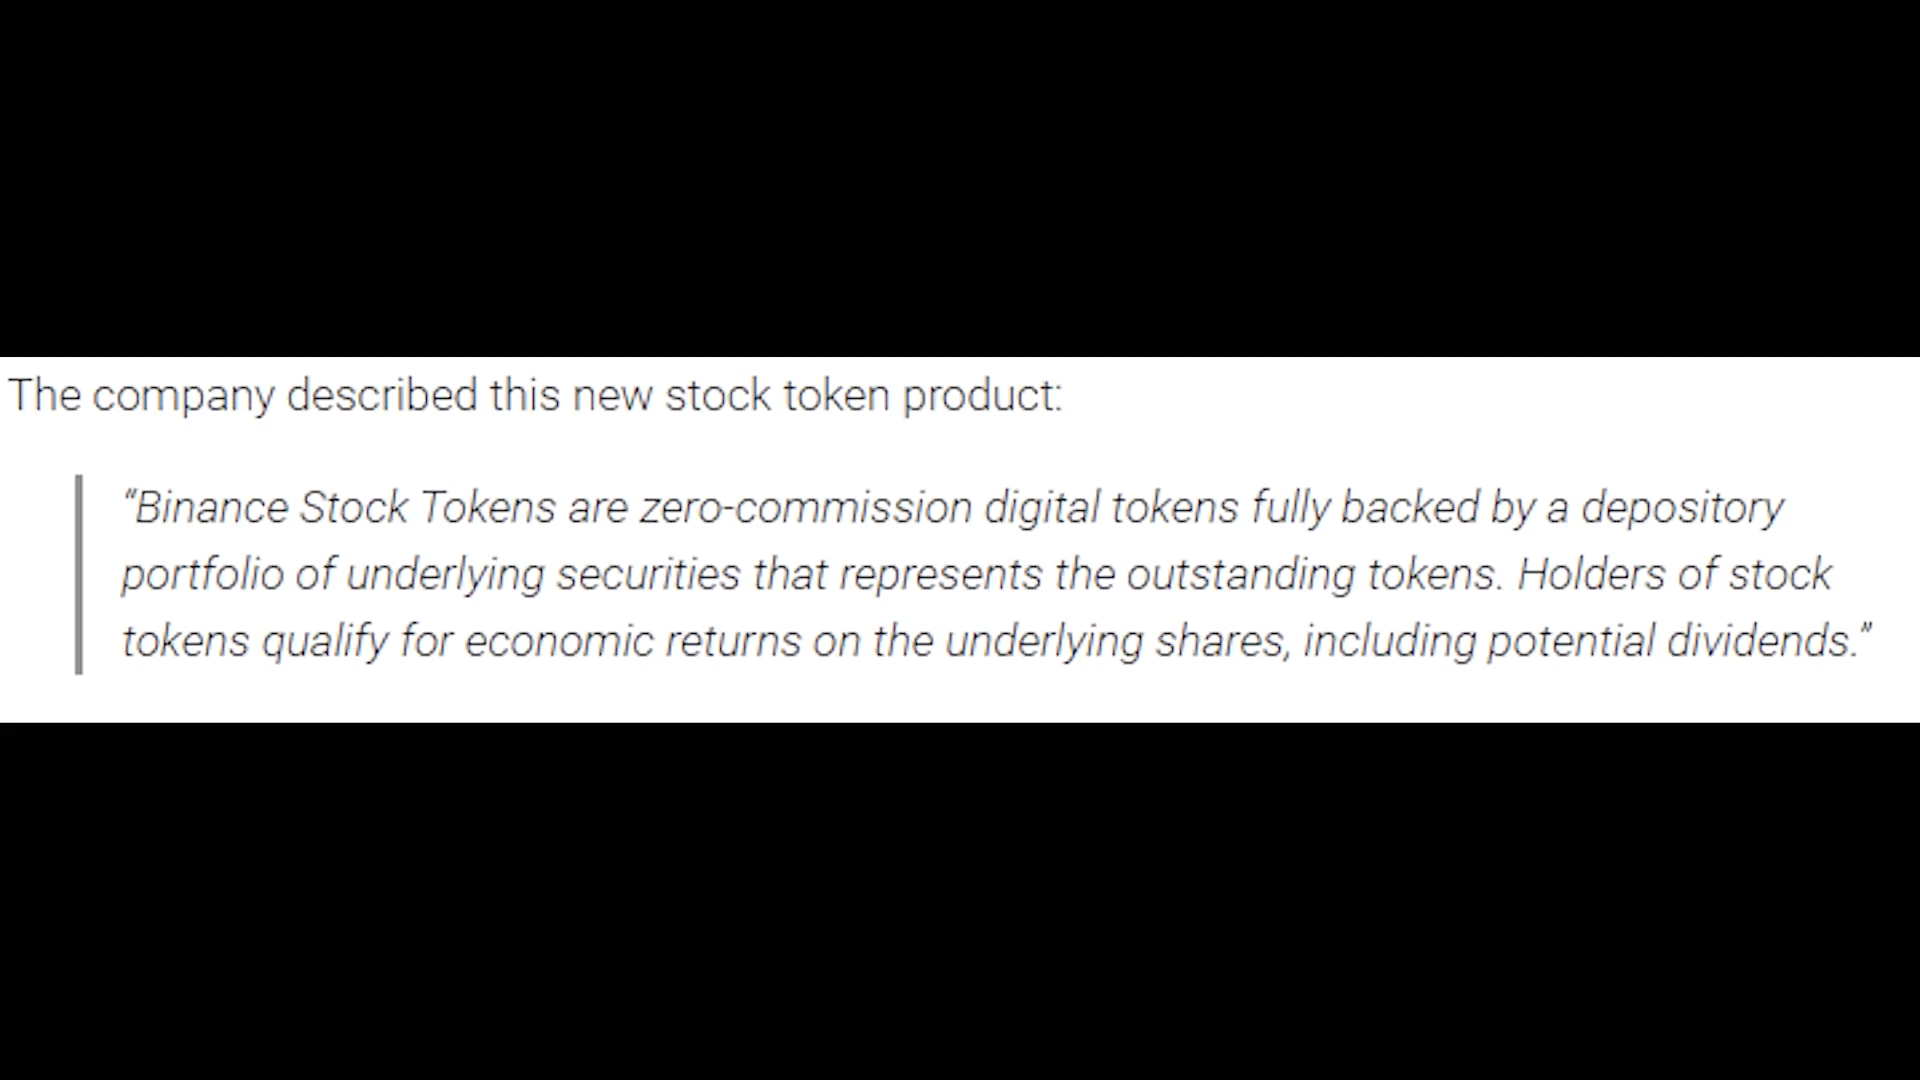 The company described this new stock token product:
“Binance Stock Tokens are zero-commission digital tokens fully backed by a depository
portfolio of underlying securities that represents the outstanding tokens. Holders of stock
tokens qualify for economic returns on the underlying shares, including potential dividends.”